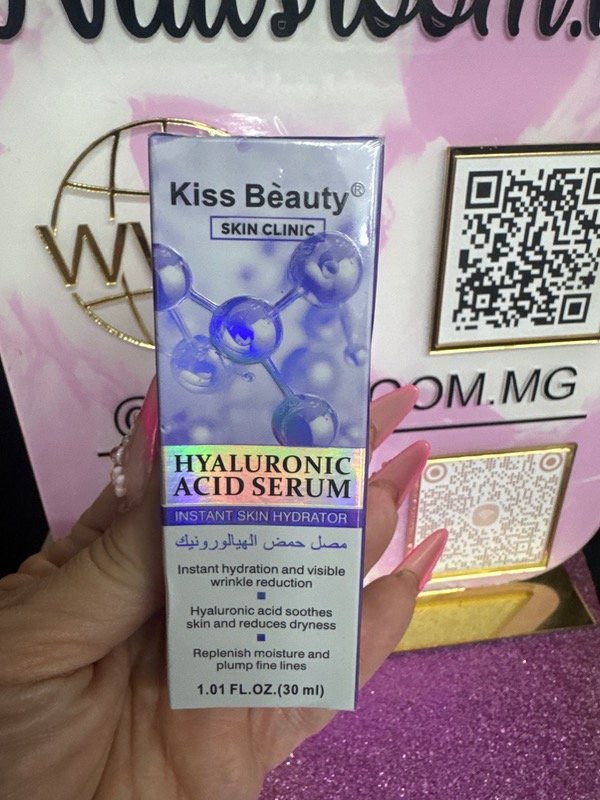 Kiss Bèauty®
SKIN CLINIC
HYALURONIC
ACID SERUM
INSTANT SKIN HYDRATOR
مصل حمض الهيالورونيك
Instant hydration and visible
wrinkle reduction
Hyaluronic acid soothes
skin and reduces dryness
Replenish moisture and
plump fine lines
1.01 FL.OZ.(30 ml)